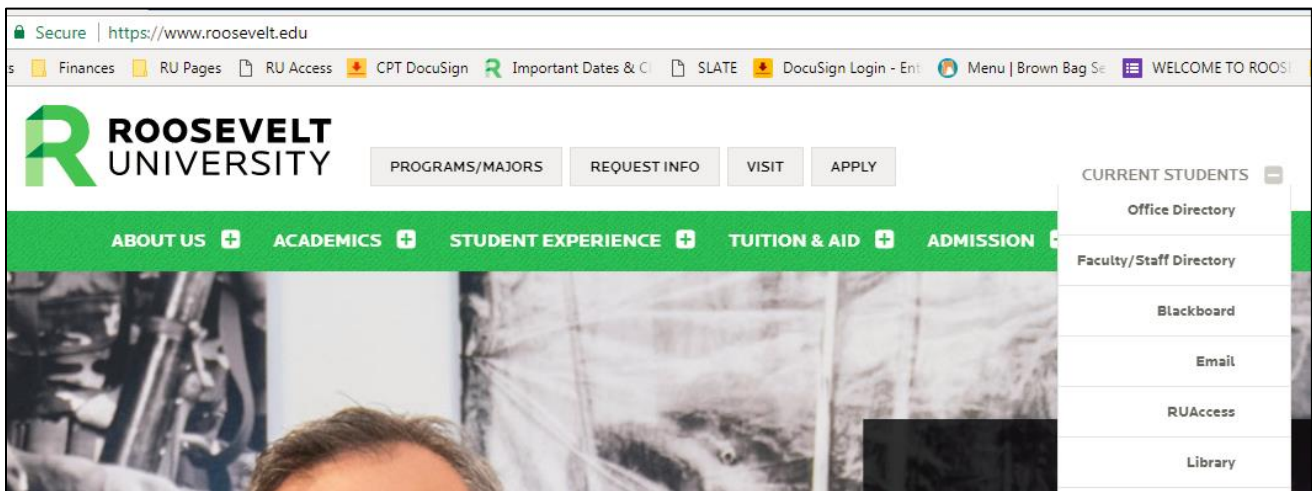 Secure | https://www.roosevelt.edu
s Finances RU Pages RU Access CPT DocuSign Important Dates & C SLATE DocuSign Login - Ent Menu | Brown Bag Se WELCOME TO ROOS
ROOSEVELT
UNIVERSITY
PROGRAMS/MAJORS REQUEST INFO VISIT APPLY
CURRENT STUDENTS
Office Directory
ABOUT US ACADEMICS STUDENT EXPERIENCE TUITION & AID ADMISSION
Faculty/Staff Directory
Blackboard
Email
RUAccess
Library